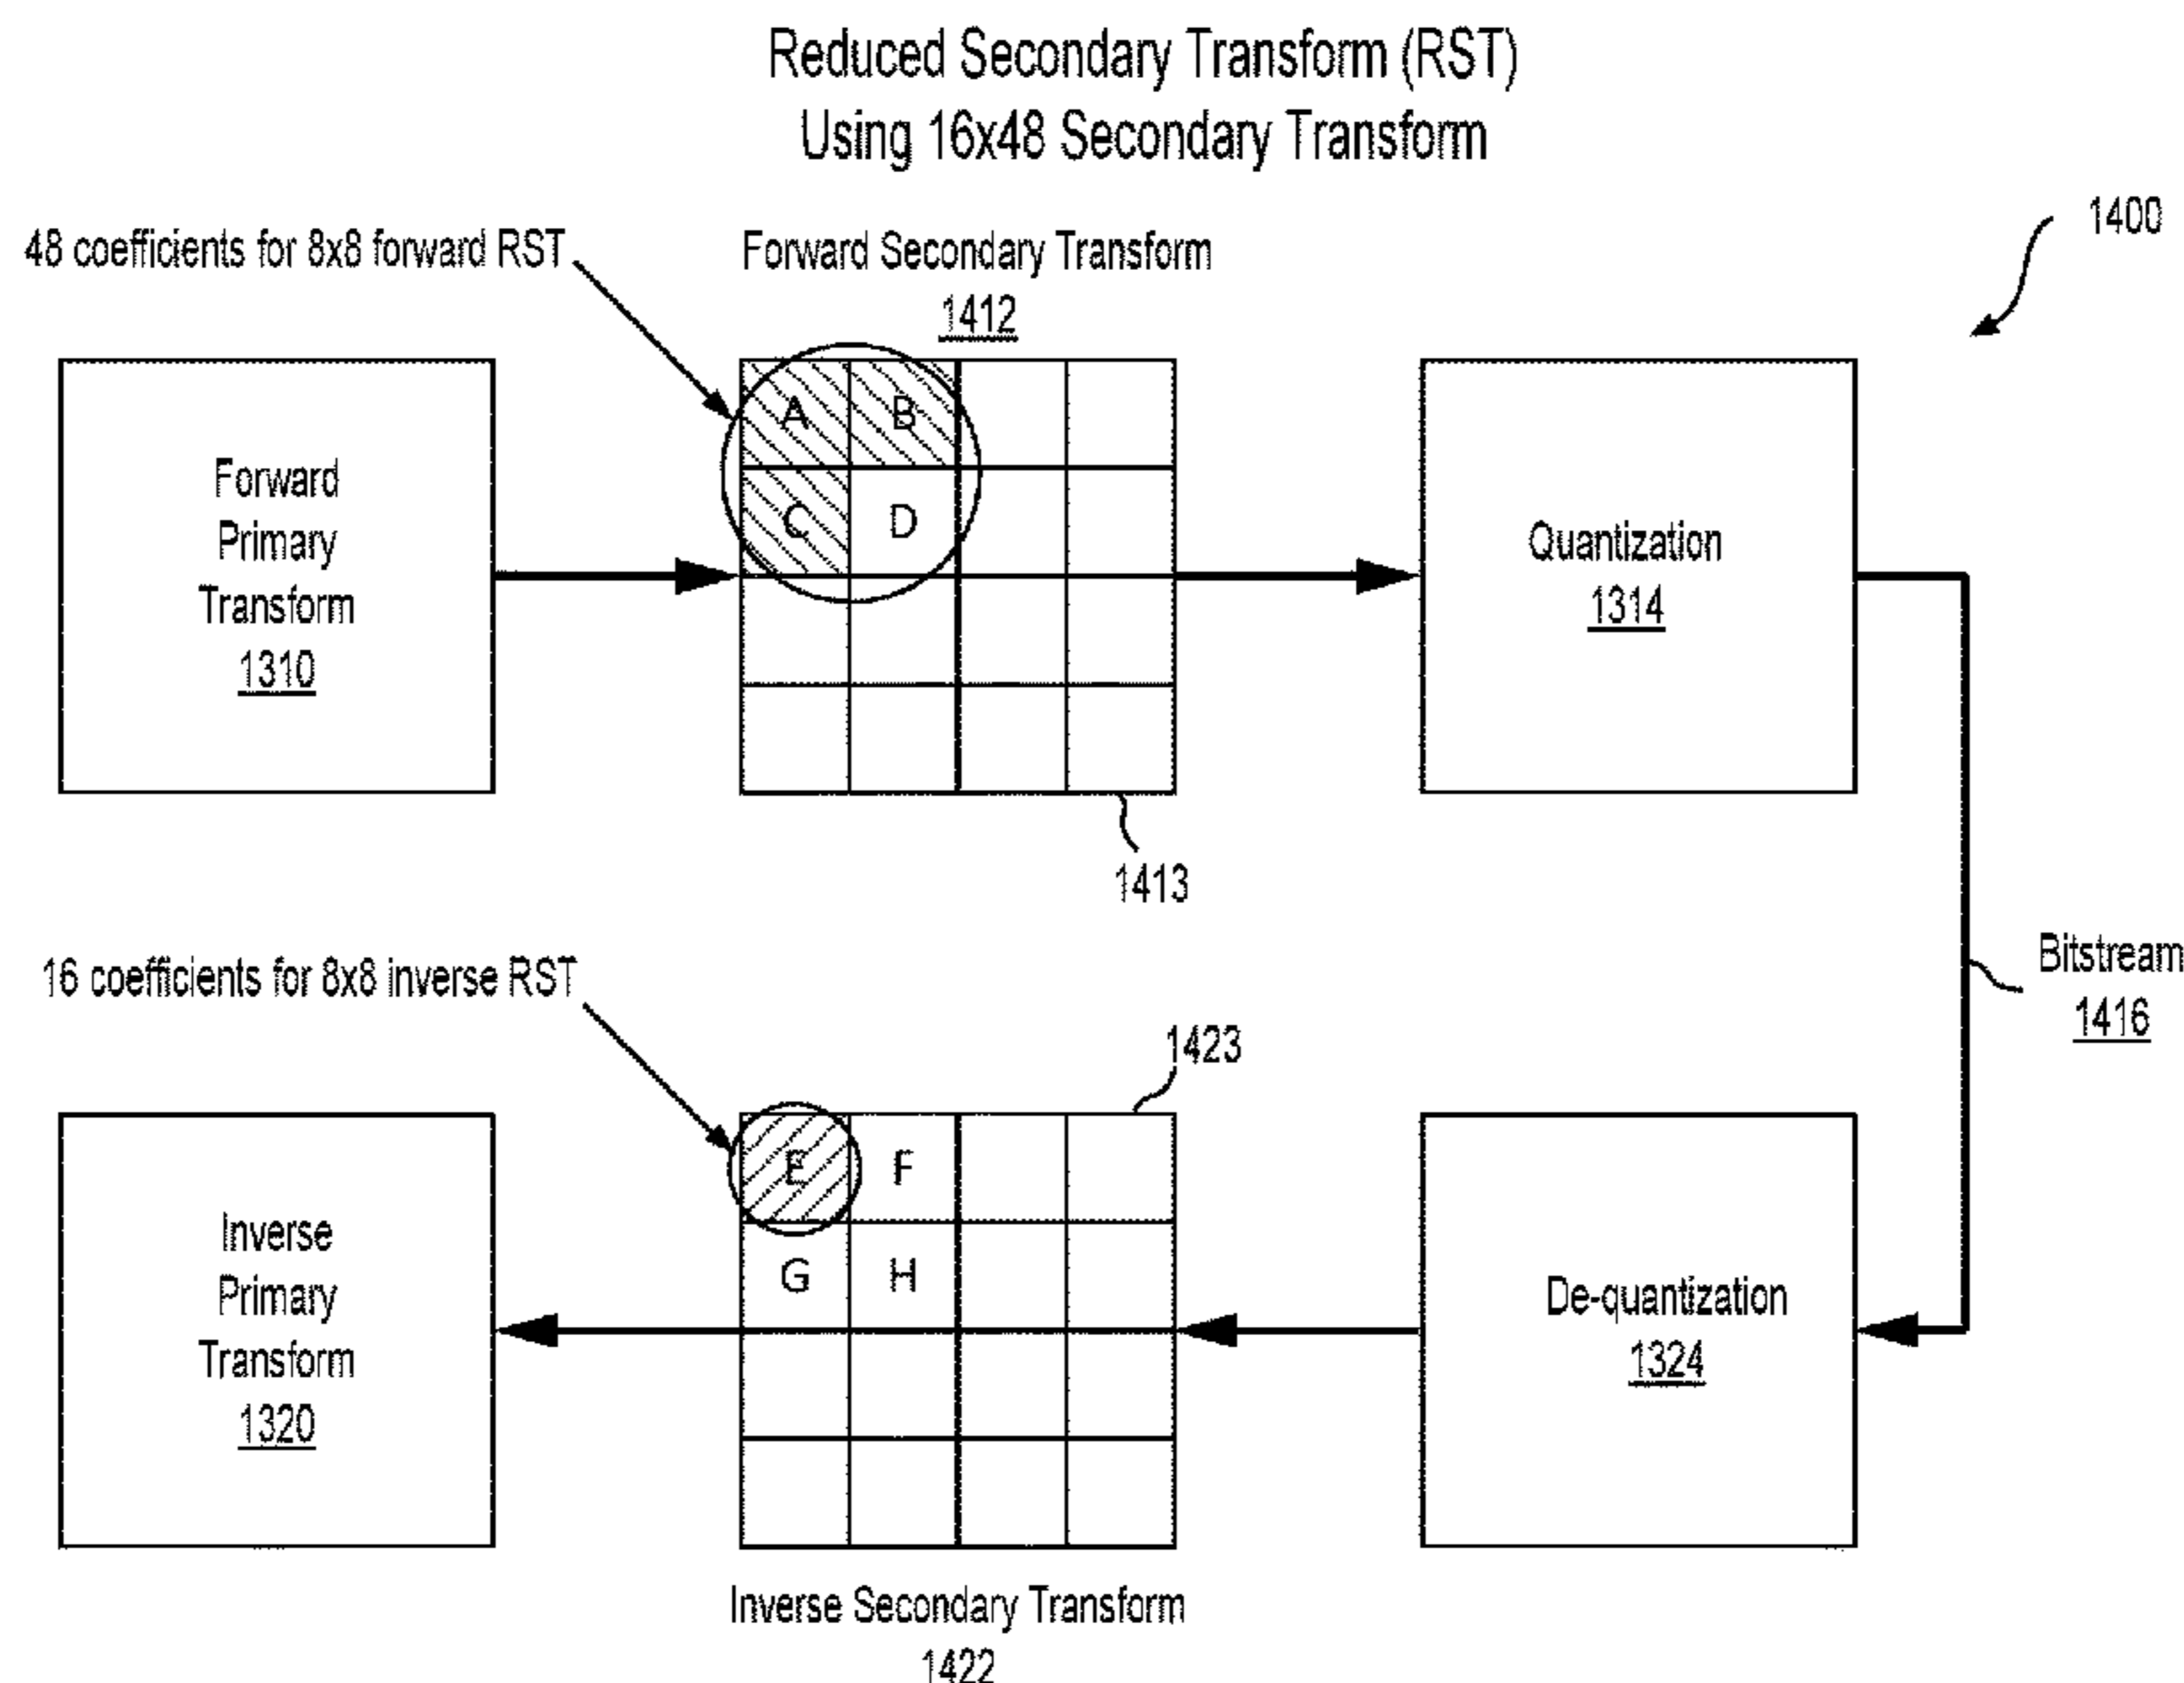 Reduced Secondary Transform (RST)
Using 16x48 Secondary Transform
1400
48 coefficients for 8x8 forward RST
Forward Secondary Transform
1412
A
B
C
D
Forward
Primary
Transform
1310
Quantization
1314
1413
Bitstream
1416
16 coefficients for 8x8 inverse RST
1423
E
F
G
H
Inverse
Primary
Transform
1320
De-quantization
1324
Inverse Secondary Transform
1422